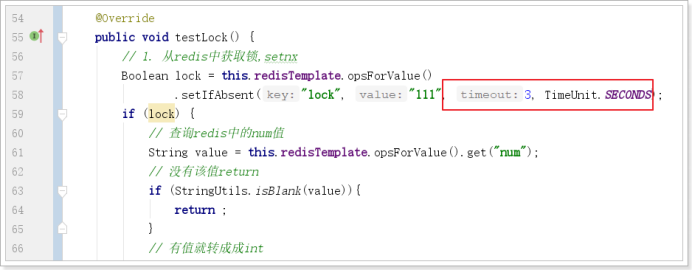 54 @Override
55 public void testLock() {
56 // 1. 从redis中获取锁,setnx
57 Boolean lock = this.redisTemplate.opsForValue()
58 .setIfAbsent( key: "lock", value: "111", timeout: 3, TimeUnit.SECONDS);
59 if (lock) {
60 // 查询redis中的num值
61 String value = this.redisTemplate.opsForValue().get("num");
62 // 没有该值return
63 if (StringUtils.isBlank(value)){
64 return ;
65 }
66 // 有值就转成成int